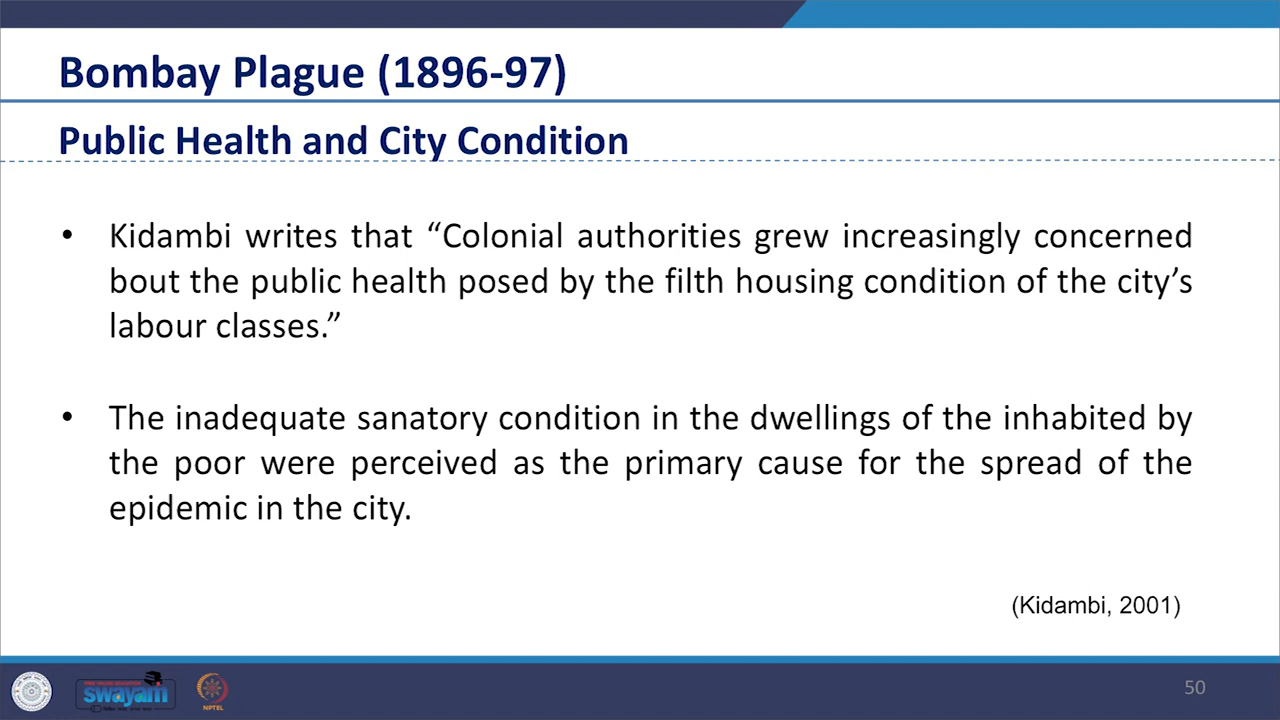 Bombay Plague (1896-97)
Public Health and City Condition
• Kidambi writes that “Colonial authorities grew increasingly concerned
bout the public health posed by the filth housing condition of the city’s
labour classes.”
• The inadequate sanatory condition in the dwellings of the inhabited by
the poor were perceived as the primary cause for the spread of the
epidemic in the city.
(Kidambi, 2001)
swayam
NPTEL
50